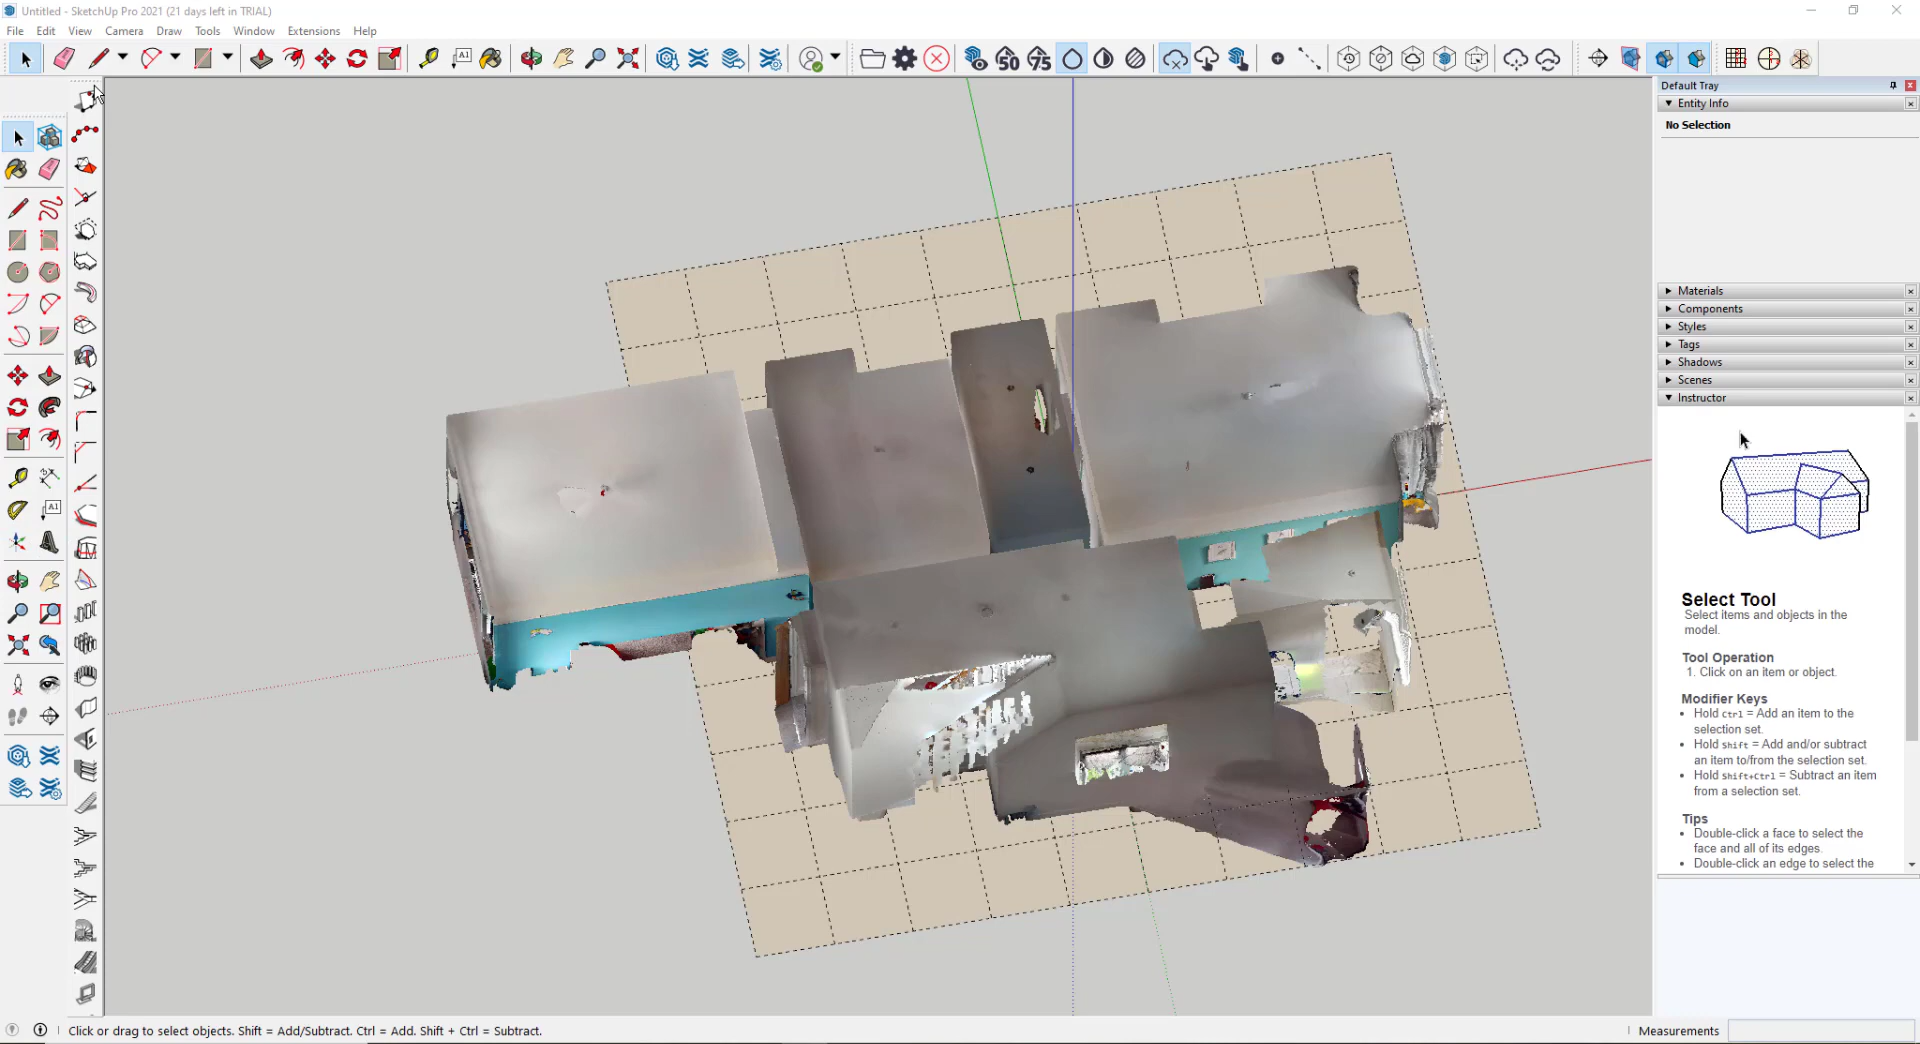 Untitled - SketchUp Pro 2021 (21 days left in TRIAL)
File Edit View Camera Draw Tools Window Extensions Help
A1
50
75
Default Tray
Entity Info
No Selection
Materials
Components
Styles
Tags
Shadows
Scenes
Instructor
A1
Select Tool
Select items and objects in the
model.
Tool Operation
1. Click on an item or object.
Modifier Keys
• Hold Ctrl = Add an item to the
selection set.
• Hold Shift = Add and/or subtract
an item to/from the selection set.
• Hold Shift+Ctrl = Subtract an item
from a selection set.
Tips
• Double-click a face to select the
face and all of its edges.
• Double-click an edge to select the
Click or drag to select objects. Shift = Add/Subtract. Ctrl = Add. Shift + Ctrl = Subtract.
Measurements